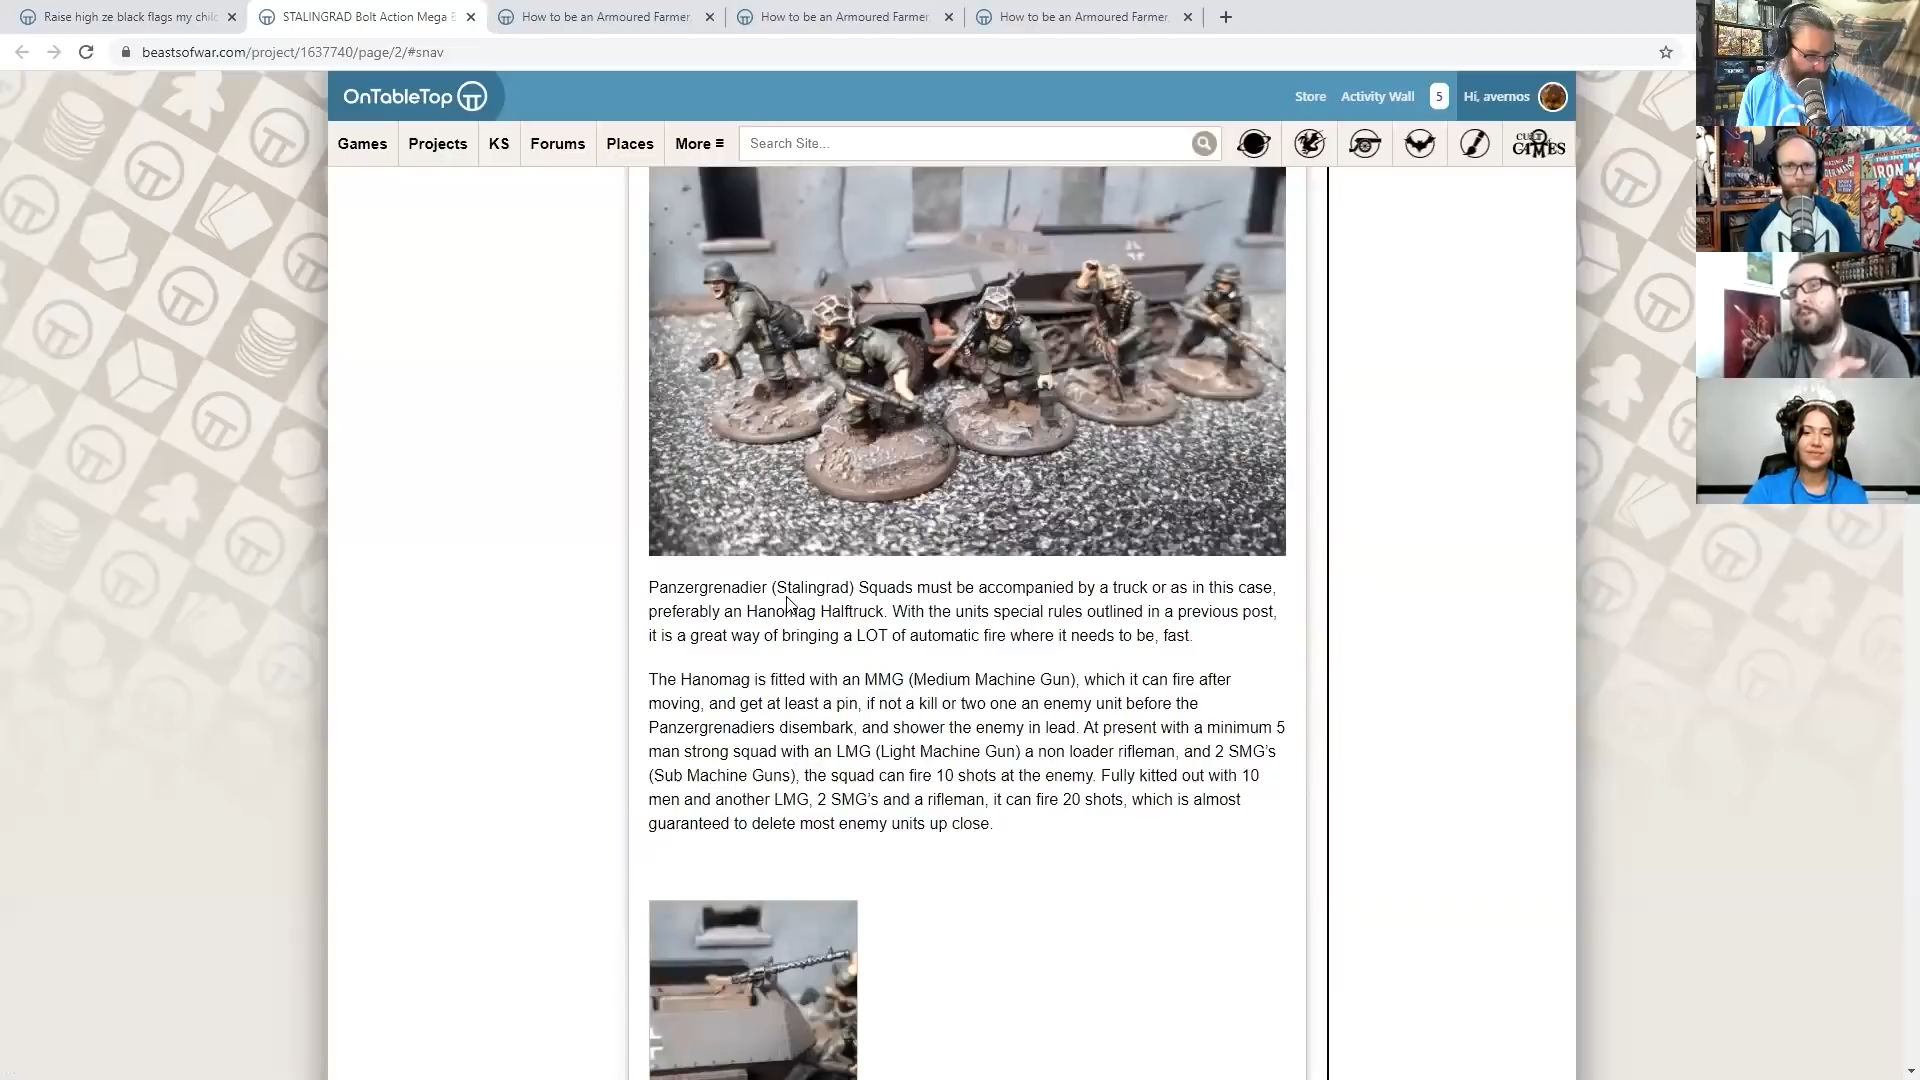 Raise high ze black flags my chil
STALINGRAD Bolt Action Mega B
How to be an Armoured Farmer
How to be an Armoured Farmer
How to be an Armoured Farmer
beastsofwar.com/project/1637740/page/2/#snav
OnTableTop
Store
Activity Wall
5
Hi, avernos
Games
Projects
KS
Forums
Places
More
Search Site...
CULT OF GAMES
IRON M
Panzergrenadier (Stalingrad) Squads must be accompanied by a truck or as in this case,
preferably an Hanomag Halftruck. With the units special rules outlined in a previous post,
it is a great way of bringing a LOT of automatic fire where it needs to be, fast.
The Hanomag is fitted with an MMG (Medium Machine Gun), which it can fire after
moving, and get at least a pin, if not a kill or two one an enemy unit before the
Panzergrenadiers disembark, and shower the enemy in lead. At present with a minimum 5
man strong squad with an LMG (Light Machine Gun) a non loader rifleman, and 2 SMG’s
(Sub Machine Guns), the squad can fire 10 shots at the enemy. Fully kitted out with 10
men and another LMG, 2 SMG’s and a rifleman, it can fire 20 shots, which is almost
guaranteed to delete most enemy units up close.